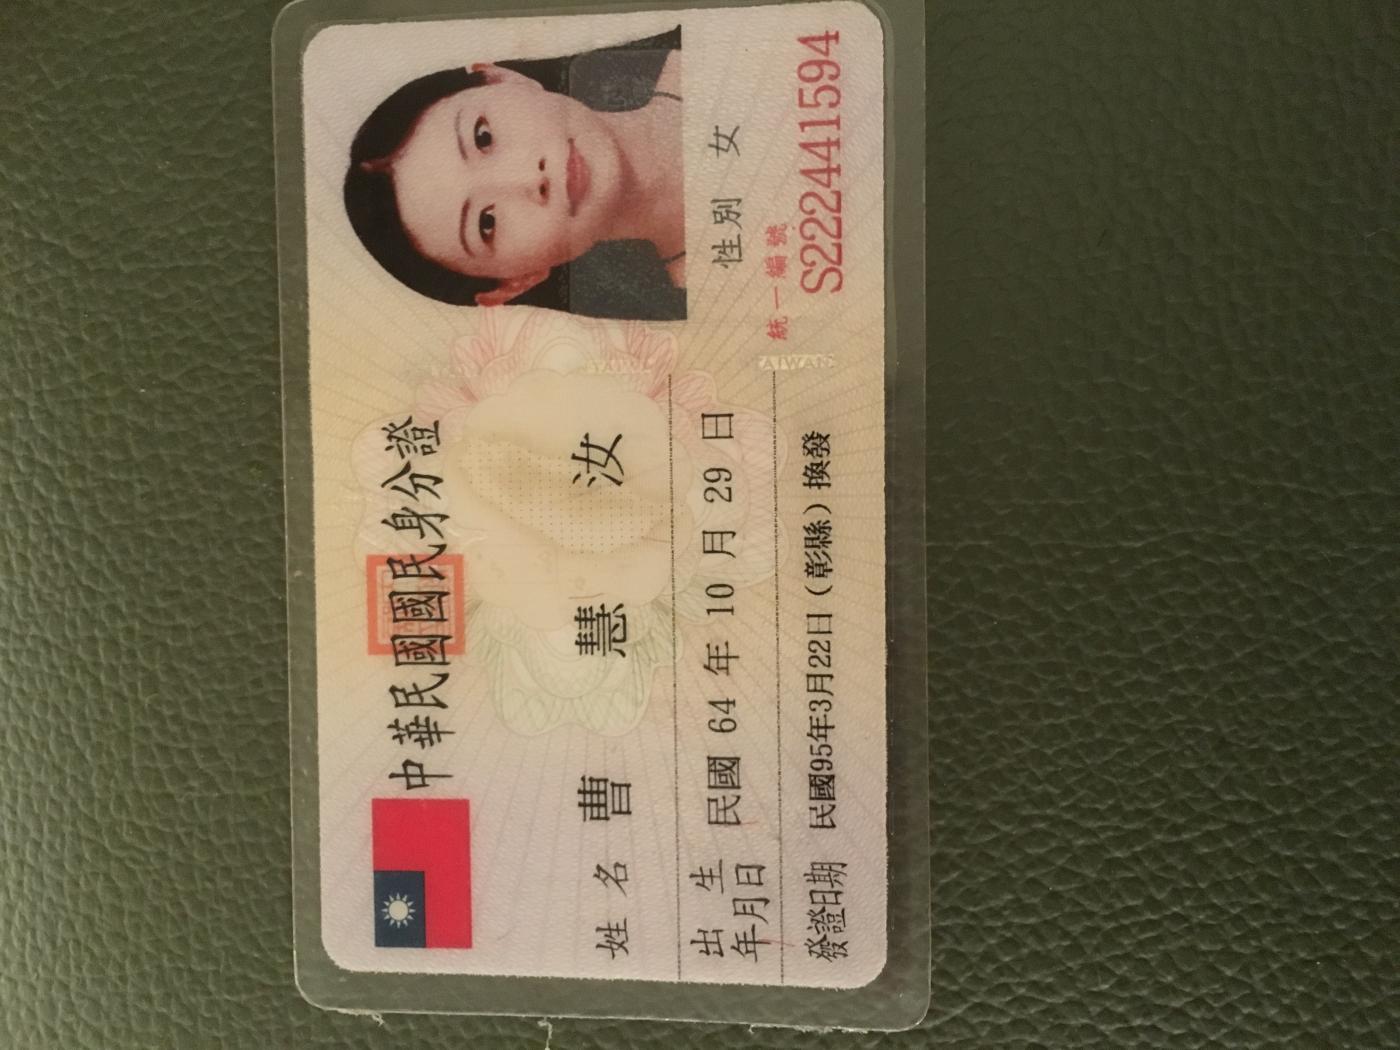 中華民國國民身分證
姓名 曹慧汝
出生年月日 民國 64 年 10 月 29 日
性別 女
發證日期 民國95年3月22日（彰縣）換發
統一編號
S222441594
TAIWAN